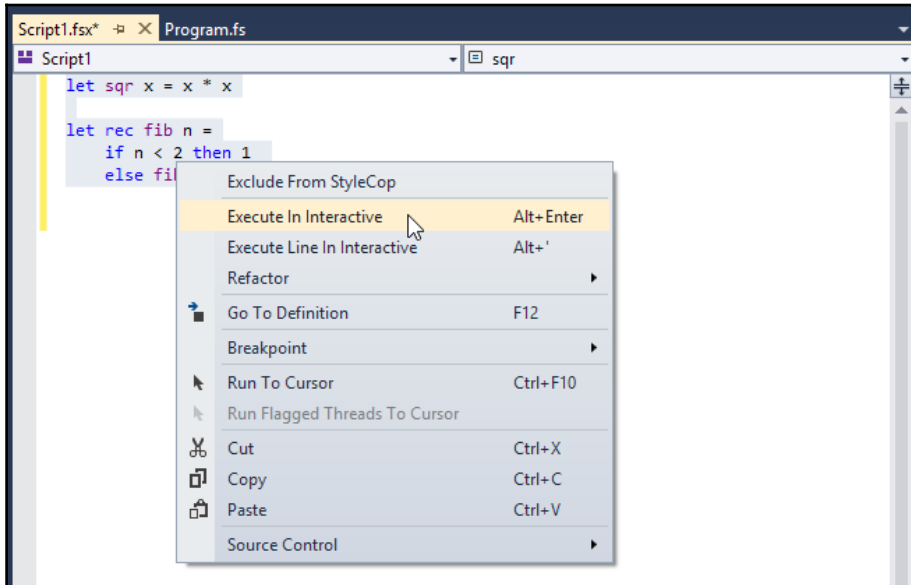 Script1.fsx* Program.fs
Script1 sqr
let sqr x = x * x
let rec fib n =
if n < 2 then 1
else fi
Exclude From StyleCop
Execute In Interactive Alt+Enter
Execute Line In Interactive Alt+'
Refactor
Go To Definition F12
Breakpoint
Run To Cursor Ctrl+F10
Run Flagged Threads To Cursor
Cut Ctrl+X
Copy Ctrl+C
Paste Ctrl+V
Source Control